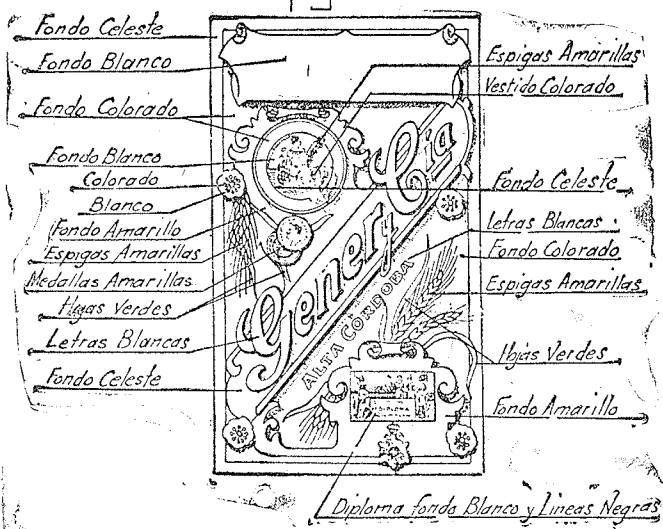 Fondo Celeste
Fondo Blanco
Fondo Colorado
Fondo Blanco
Colorado
Blanco
Fondo Amarillo
Espigas Amarillas
Medallas Amarillas
Hojas Verdes
Letras Blancas
Fondo Celeste
Genery Cía
ALTA CÓRDOBA
Espigas Amarillas
Vestido Colorado
Fondo Celeste
Letras Blancas
Fondo Colorado
Espigas Amarillas
Hojas Verdes
Fondo Amarillo
Diploma fondo Blanco y Lineas Negras